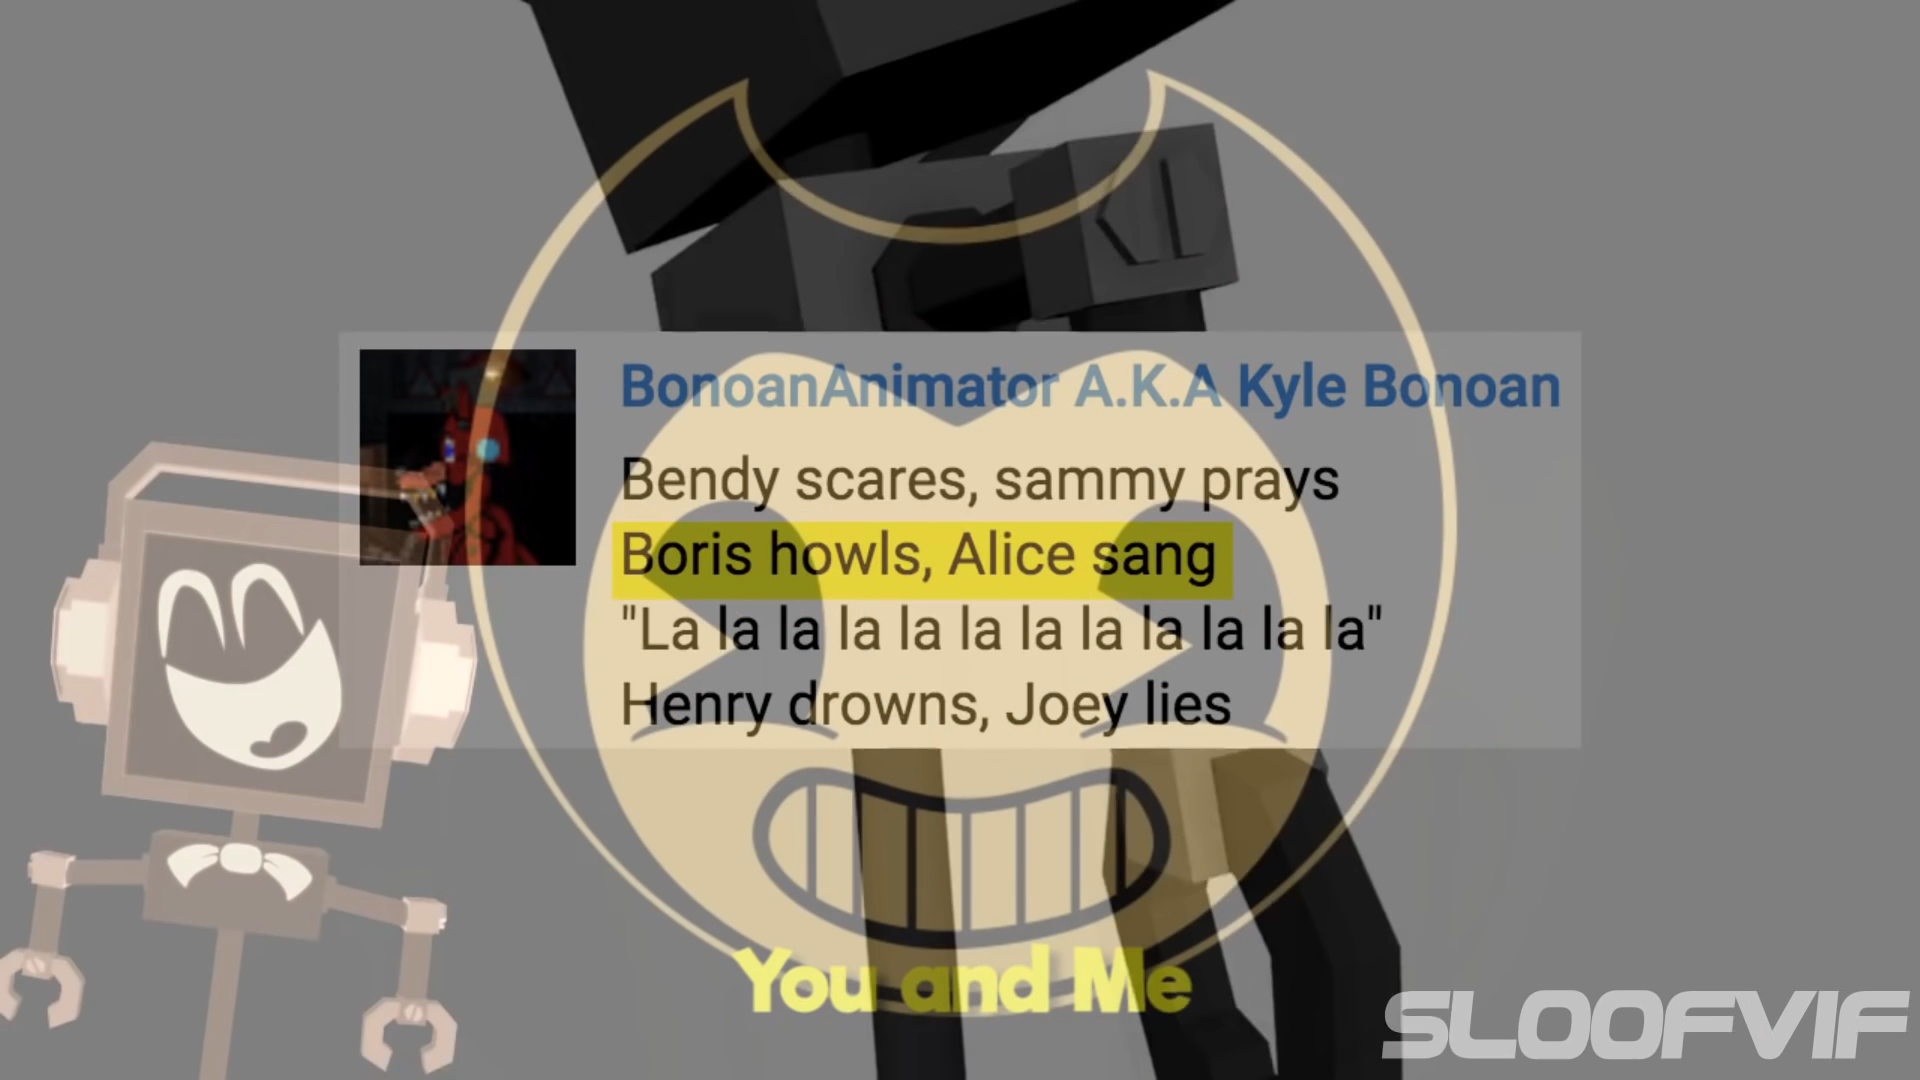 BonoanAnimator A.K.A Kyle Bonoan
Bendy scares, sammy prays
Boris howls, Alice sang
"La la la la la la la la la la la la"
Henry drowns, Joey lies
You and Me
SLOOFVIF